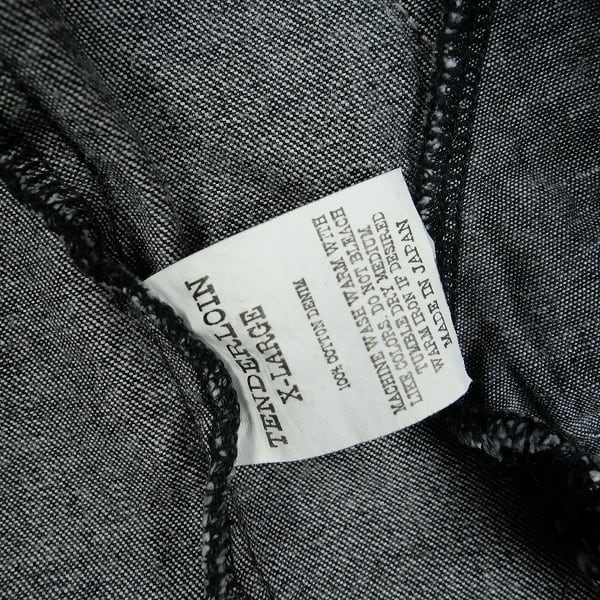 TENDERLOIN
X-LARGE
100% COTTON DENIM
MACHINE WASH WARM WITH
LIKE COLORS. DO NOT BLEACH
TUMBLE DRY MEDIUM
WARM IRON IF DESIRED
MADE IN JAPAN